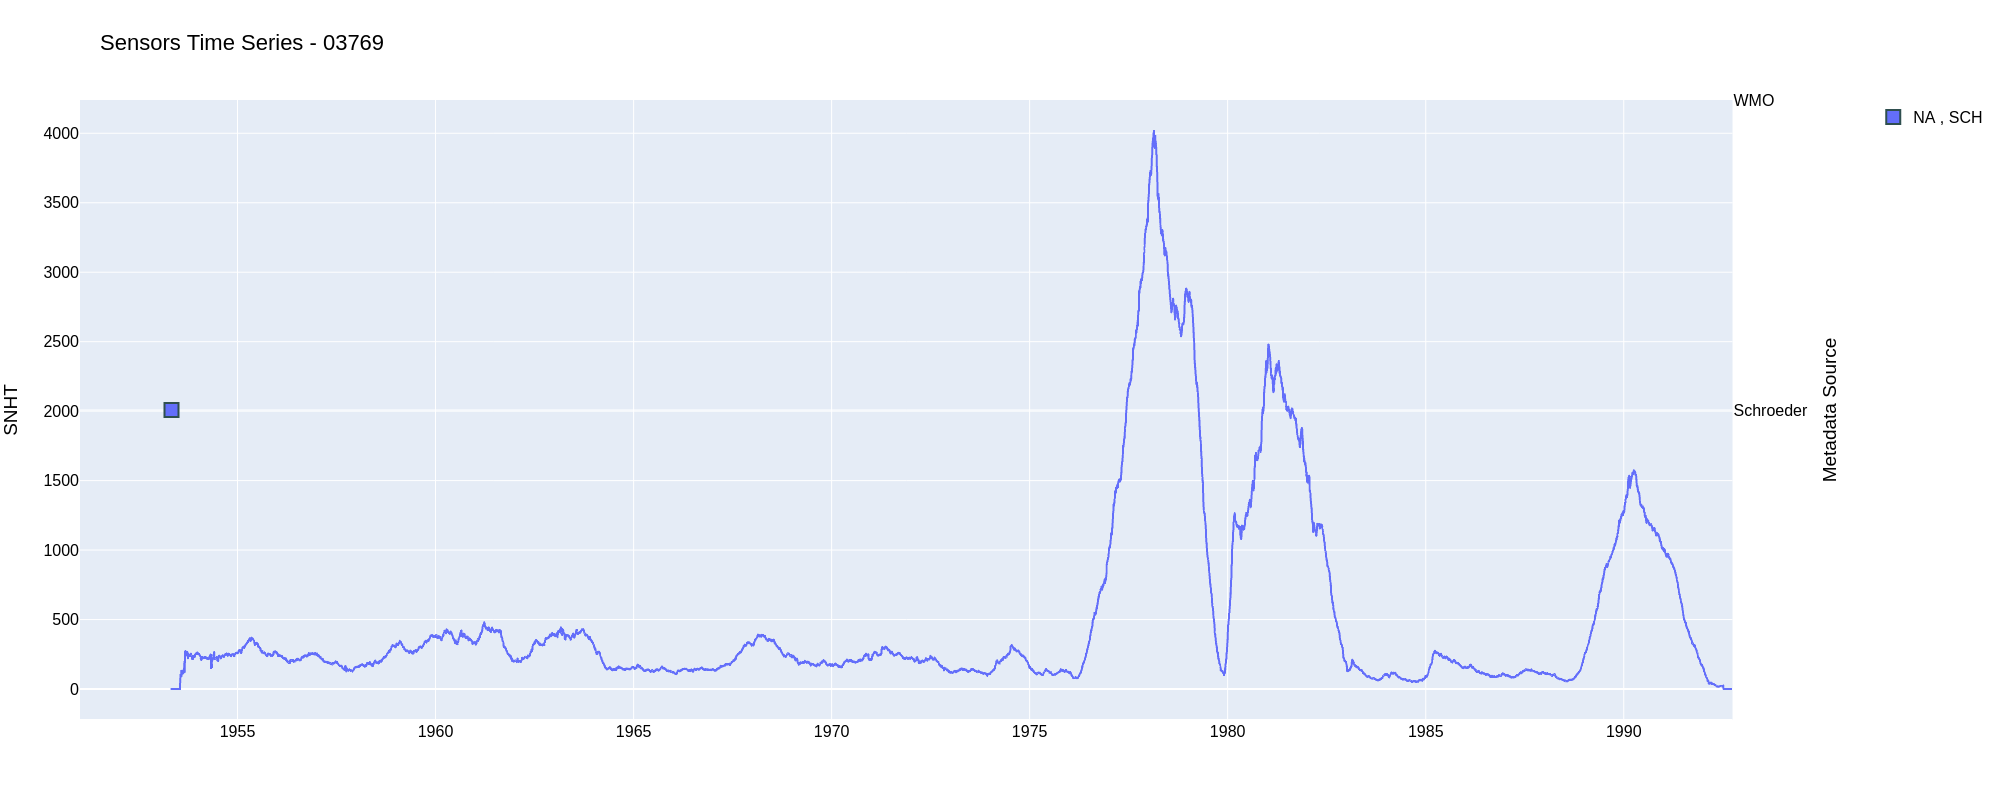 Sensors Time Series - 03769
WMO
NA , SCH
4000
3500
3000
2500
2000
1500
1000
500
0
SNHT
Schroeder
Metadata Source
1955
1960
1965
1970
1975
1980
1985
1990